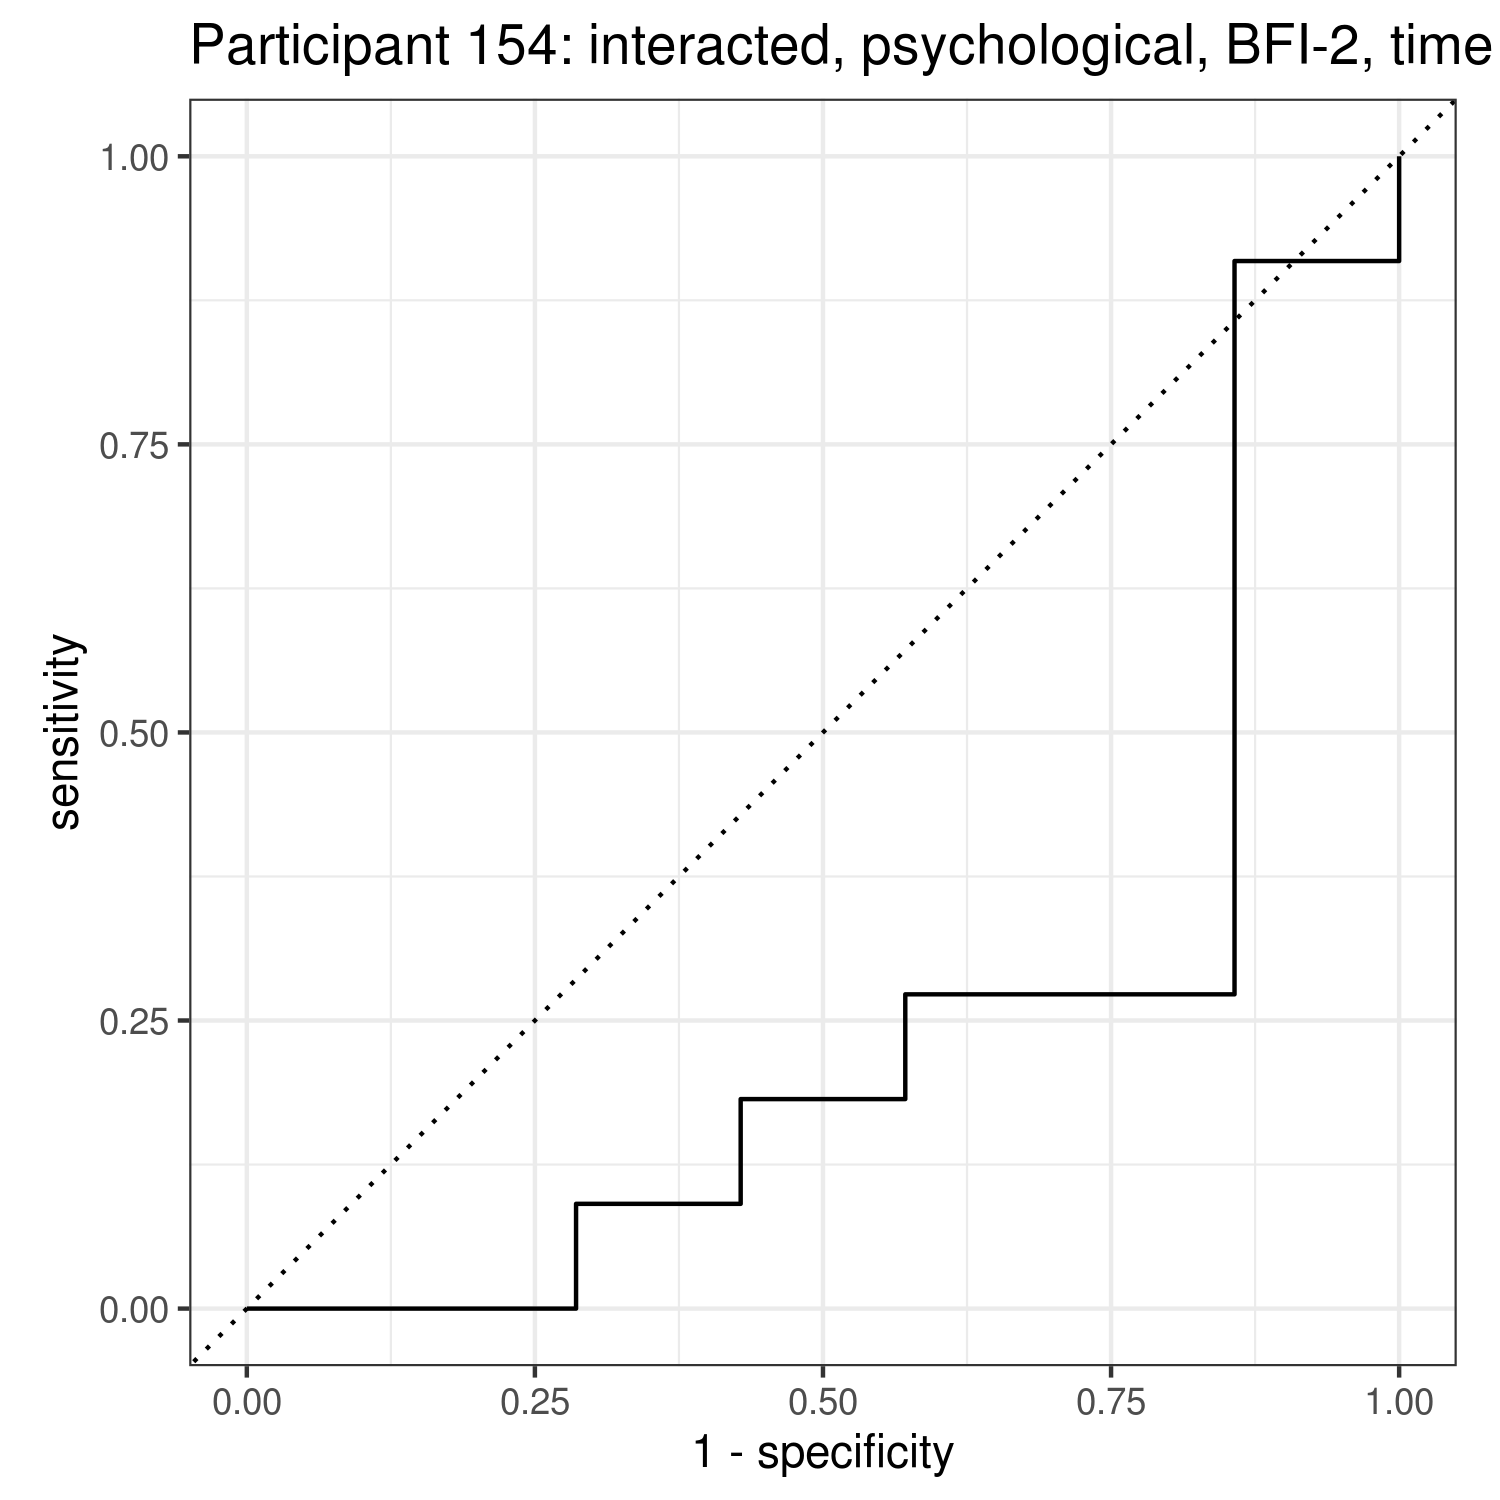 Participant 154: interacted, psychological, BFI-2, time
1.00
0.75
0.50
0.25
0.00
sensitivity
0.00 0.25 0.50 0.75 1.00
1 - specificity